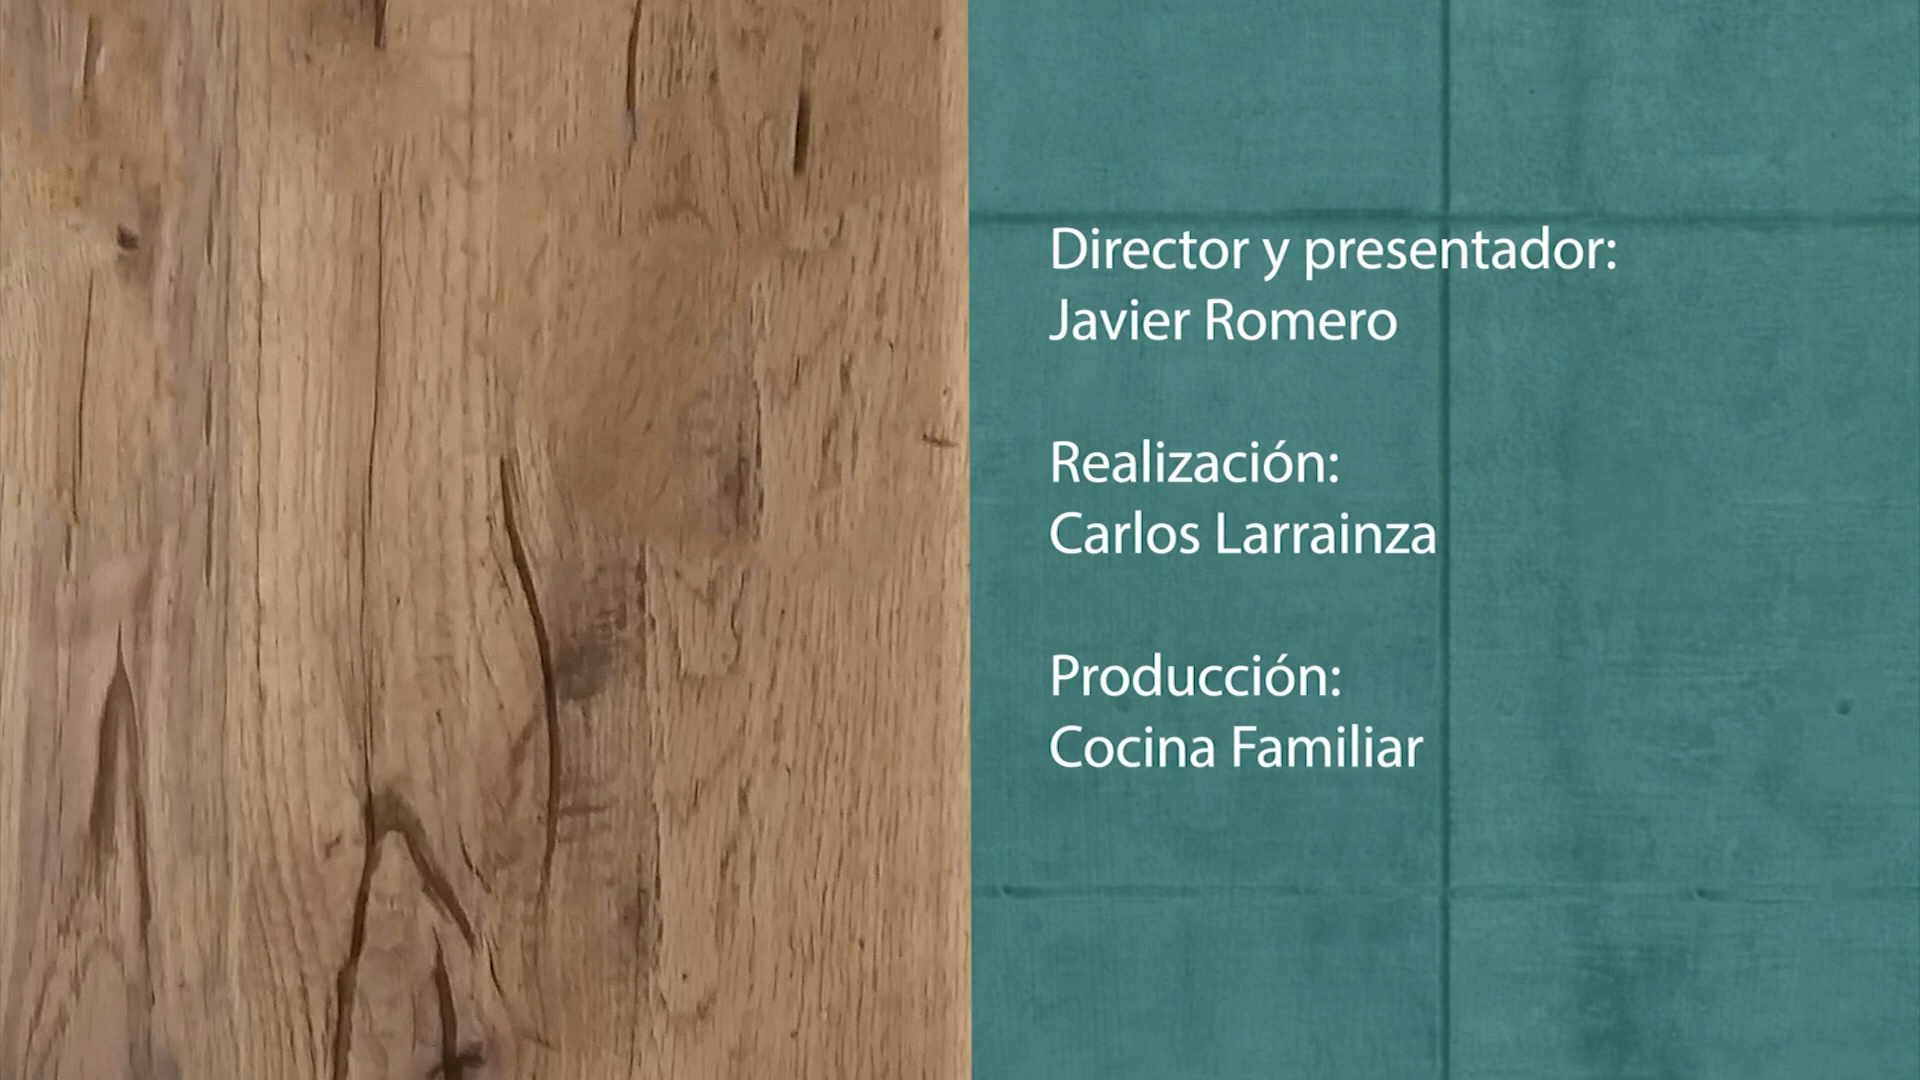 Director y presentador:
Javier Romero
Realización:
Carlos Larrainza
Producción:
Cocina Familiar